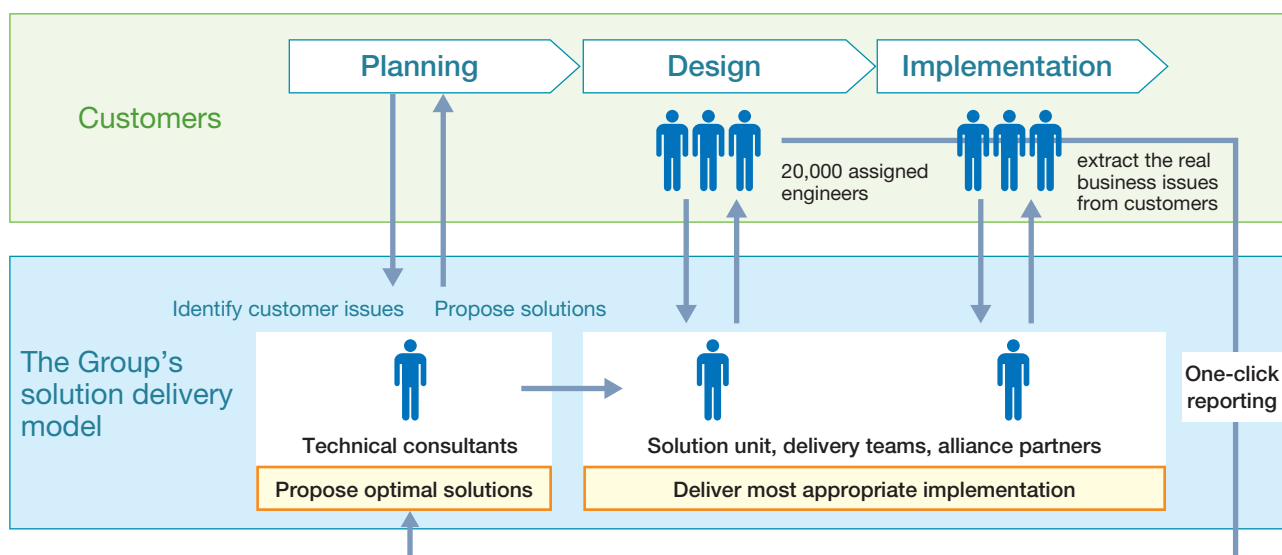 Planning
Design
Implementation
Customers
20,000 assigned
engineers
extract the real
business issues
from customers
Identify customer issues
Propose solutions
The Group's
solution delivery
model
One-click
reporting
Technical consultants
Solution unit, delivery teams, alliance partners
Propose optimal solutions
Deliver most appropriate implementation